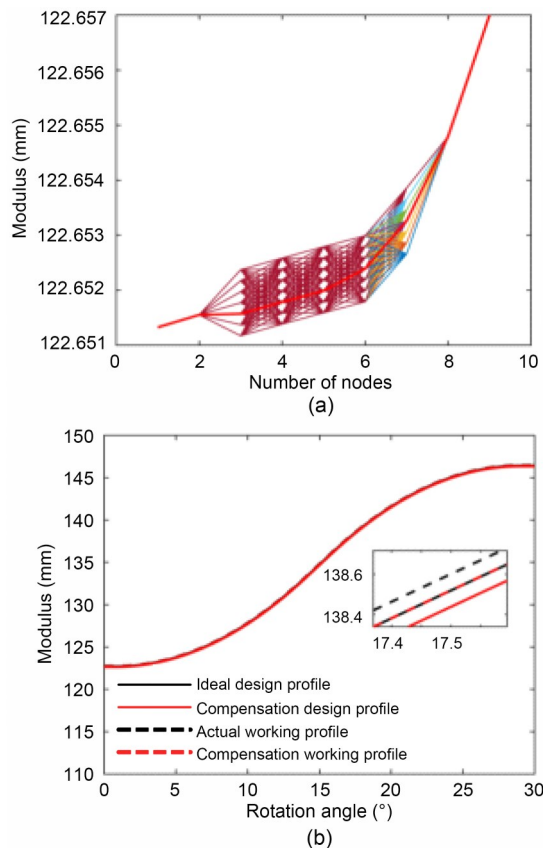 122.657
122.656
122.655
122.654
122.653
122.652
122.651
Modulus (mm)
0 2 4 6 8 10
Number of nodes
(a)
150
145
140
135
130
125
120
115
110
Modulus (mm)
138.6
138.4
17.4 17.5
Ideal design profile
Compensation design profile
Actual working profile
Compensation working profile
0 5 10 15 20 25 30
Rotation angle (°)
(b)